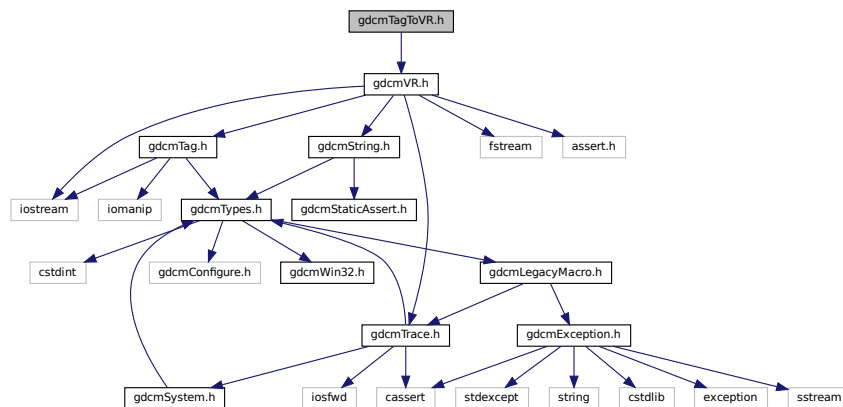 gdcmTagToVR.h
gdcmVR.h
gdcmTag.h
gdcmString.h
fstream
assert.h
iostream
iomanip
gdcmTypes.h
gdcmStaticAssert.h
cstdint
gdcmConfigure.h
gdcmWin32.h
gdcmLegacyMacro.h
gdcmTrace.h
gdcmException.h
gdcmSystem.h
iosfwd
cassert
stdexcept
string
cstdlib
exception
sstream